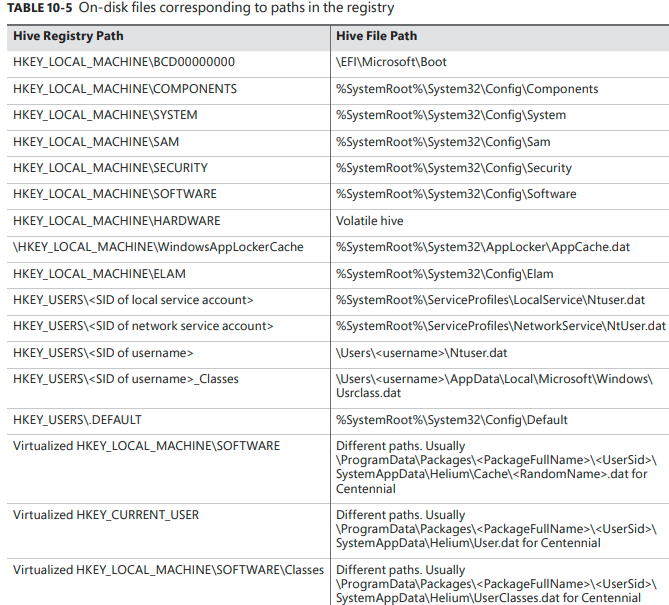 TABLE 10-5 On-disk files corresponding to paths in the registry
Hive Registry Path Hive File Path
HKEY_LOCAL_MACHINE\BCD00000000 \EFI\Microsoft\Boot
HKEY_LOCAL_MACHINE\COMPONENTS %SystemRoot%\System32\Config\Components
HKEY_LOCAL_MACHINE\SYSTEM %SystemRoot%\System32\Config\System
HKEY_LOCAL_MACHINE\SAM %SystemRoot%\System32\Config\Sam
HKEY_LOCAL_MACHINE\SECURITY %SystemRoot%\System32\Config\Security
HKEY_LOCAL_MACHINE\SOFTWARE %SystemRoot%\System32\Config\Software
HKEY_LOCAL_MACHINE\HARDWARE Volatile hive
\HKEY_LOCAL_MACHINE\WindowsAppLockerCache %SystemRoot%\System32\AppLocker\AppCache.dat
HKEY_LOCAL_MACHINE\ELAM %SystemRoot%\System32\Config\Elam
HKEY_USERS\<SID of local service account> %SystemRoot%\ServiceProfiles\LocalService\Ntuser.dat
HKEY_USERS\<SID of network service account> %SystemRoot%\ServiceProfiles\NetworkService\NtUser.dat
HKEY_USERS\<SID of username> \Users\<username>\Ntuser.dat
HKEY_USERS\<SID of username>_Classes \Users\<username>\AppData\Local\Microsoft\Windows\
Usrclass.dat
HKEY_USERS\.DEFAULT %SystemRoot%\System32\Config\Default
Virtualized HKEY_LOCAL_MACHINE\SOFTWARE Different paths. Usually
\ProgramData\Packages\<PackageFullName>\<UserSid>\
SystemAppData\Helium\Cache\<RandomName>.dat for
Centennial
Virtualized HKEY_CURRENT_USER Different paths. Usually
\ProgramData\Packages\<PackageFullName>\<UserSid>\
SystemAppData\Helium\User.dat for Centennial
Virtualized HKEY_LOCAL_MACHINE\SOFTWARE\Classes Different paths. Usually
\ProgramData\Packages\<PackageFullName>\<UserSid>\
SystemAppData\Helium\UserClasses.dat for Centennial